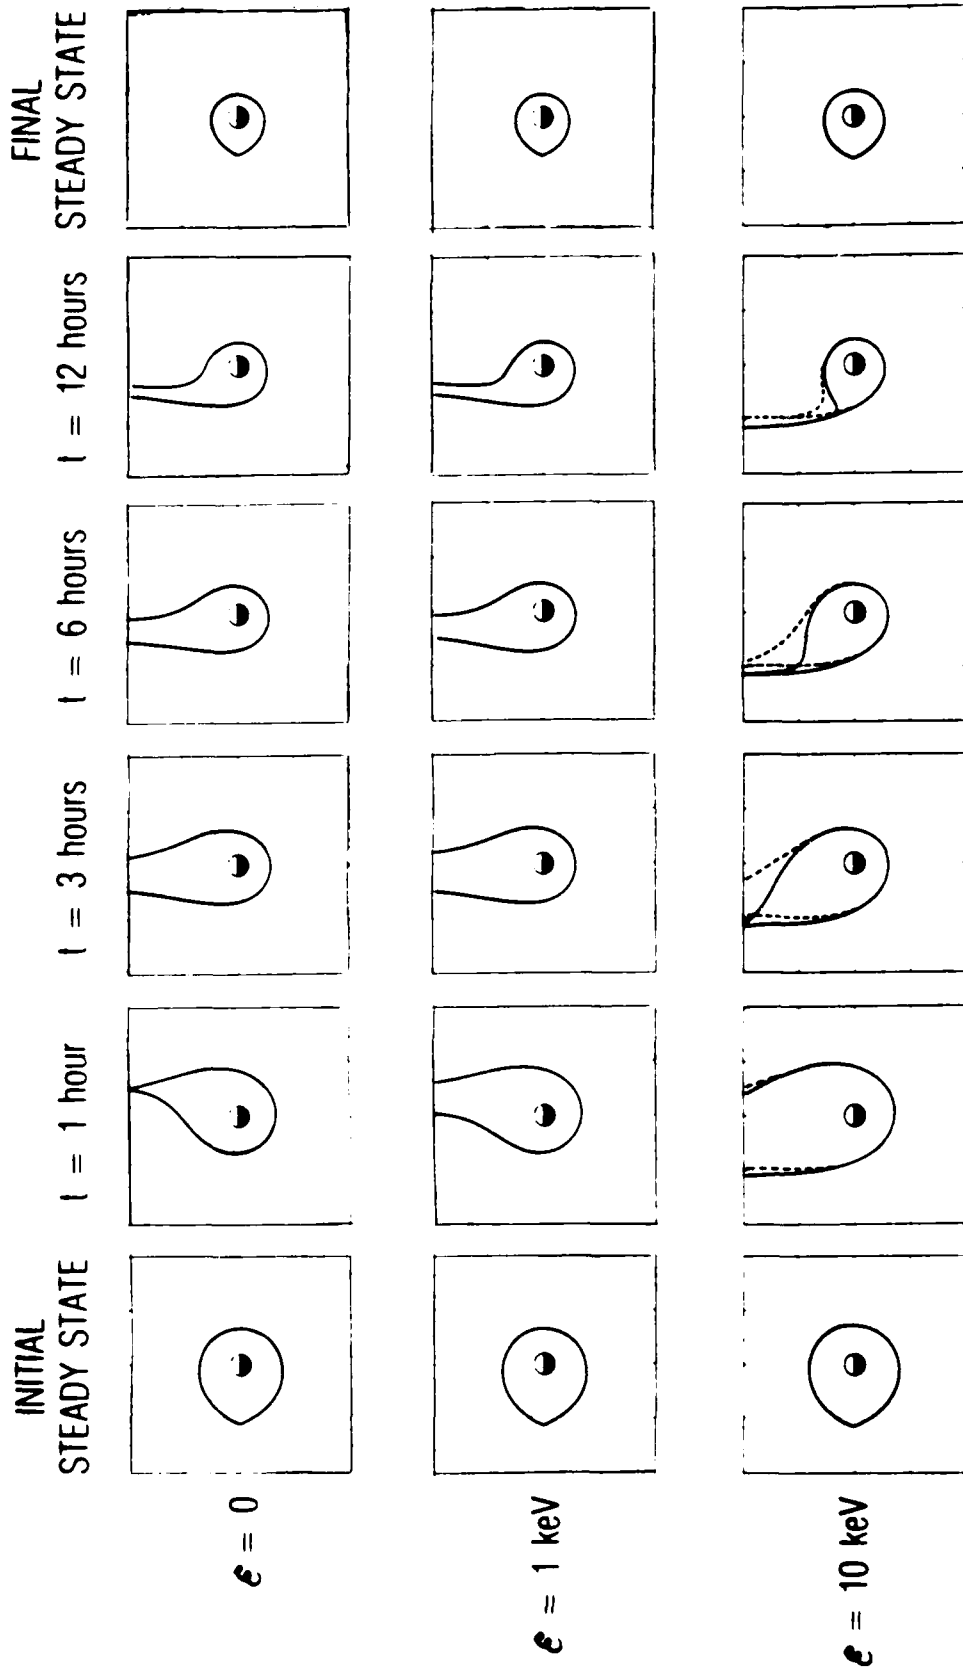 INITIAL
STEADY STATE
t = 1 hour
t = 3 hours
t = 6 hours
t = 12 hours
FINAL
STEADY STATE
ℰ = 0
ℰ = 1 keV
ℰ = 10 keV